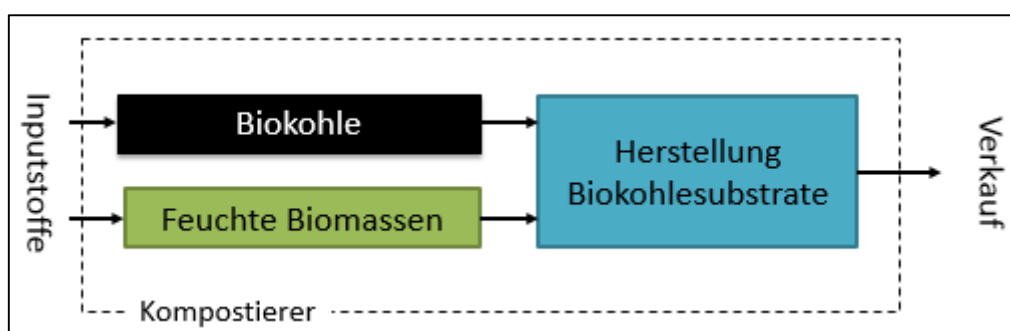 Inputstoffe
Biokohle
Feuchte Biomassen
Herstellung
Biokohlesubstrate
Verkauf
Kompostierer